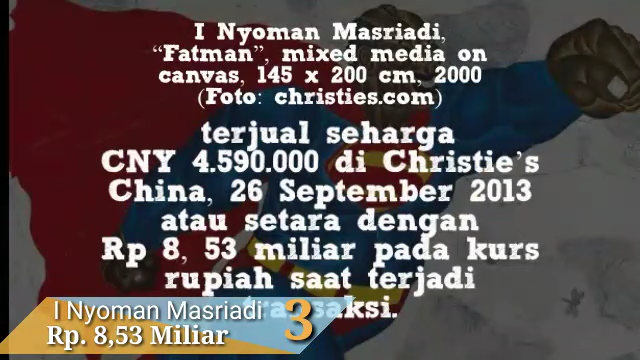 I Nyoman Masriadi,
“Fatman”, mixed media on
canvas, 145 x 200 cm, 2000
(Foto: christies.com)
terjual seharga
CNY 4.590.000 di Christie's
China, 26 September 2013
atau setara dengan
Rp 8, 53 miliar pada kurs
rupiah saat terjadi
transaksi.
I Nyoman Masriadi 3
Rp. 8,53 Miliar